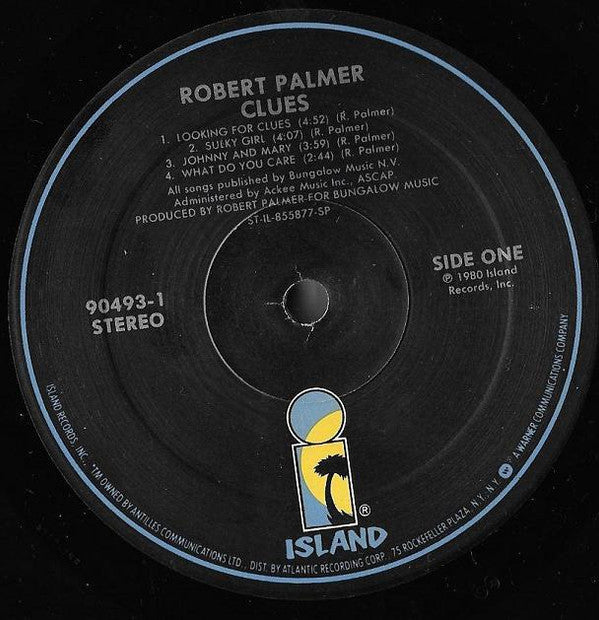 ROBERT PALMER
CLUES
1. LOOKING FOR CLUES (4:52) (R. Palmer)
2. SULKY GIRL (4:07) (R. Palmer)
3. JOHNNY AND MARY (3:59) (R. Palmer)
4. WHAT DO YOU CARE (2:44) (R. Palmer)
All songs published by Bungalow Music N.V.
Administered by Ackee Music Inc., ASCAP.
PRODUCED BY ROBERT PALMER FOR BUNGALOW MUSIC
ST-IL-855877-SP
90493-1
STEREO
SIDE ONE
℗ 1980 Island
Records, Inc.
i
®
ISLAND
ISLAND RECORDS, INC. *TM OWNED BY ANTILLES COMMUNICATIONS LTD., DIST. BY ATLANTIC RECORDING CORP., 75 ROCKEFELLER PLAZA, N.Y., N.Y. W A WARNER COMMUNICATIONS COMPANY